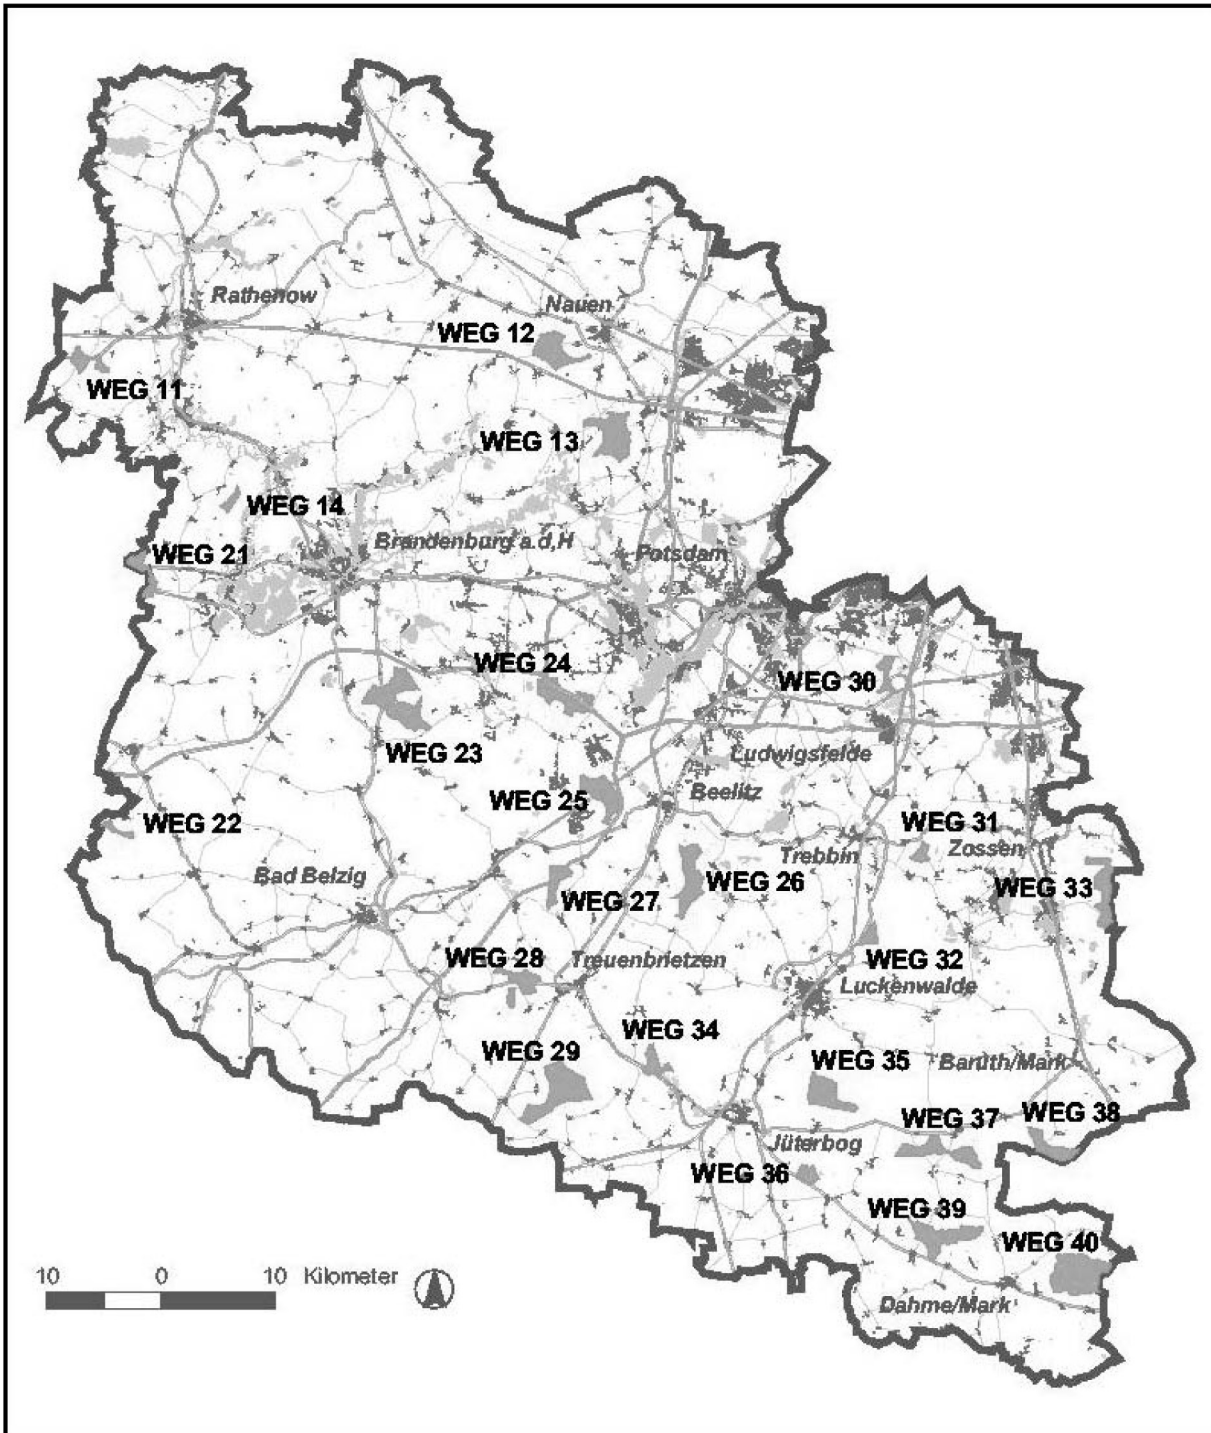 Rathenow
Nauen
WEG 12
WEG 11
WEG 13
WEG 14
Brandenburg a.d,H
WEG 21
Potsdam
WEG 24
WEG 30
WEG 23
Ludwigsfelde
WEG 25
Beelitz
WEG 22
WEG 31
Trebbin
Zossen
Bad Belzig
WEG 26
WEG 33
WEG 27
WEG 28
Treuenbrietzen
WEG 32
Luckenwalde
WEG 34
WEG 29
WEG 35
Baruth/Mark
WEG 37
WEG 38
Jüterbog
WEG 36
WEG 39
WEG 40
10 0 10 Kilometer
Dahme/Mark